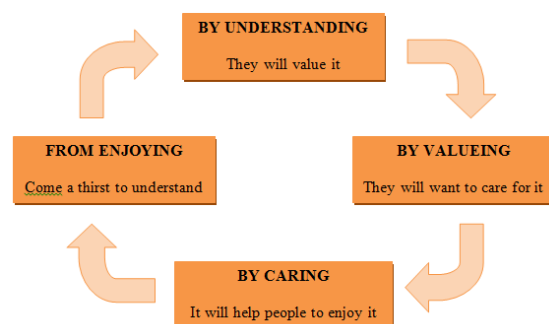 BY UNDERSTANDING
They will value it
BY VALUEING
They will want to care for it
BY CARING
It will help people to enjoy it
FROM ENJOYING
Come a thirst to understand